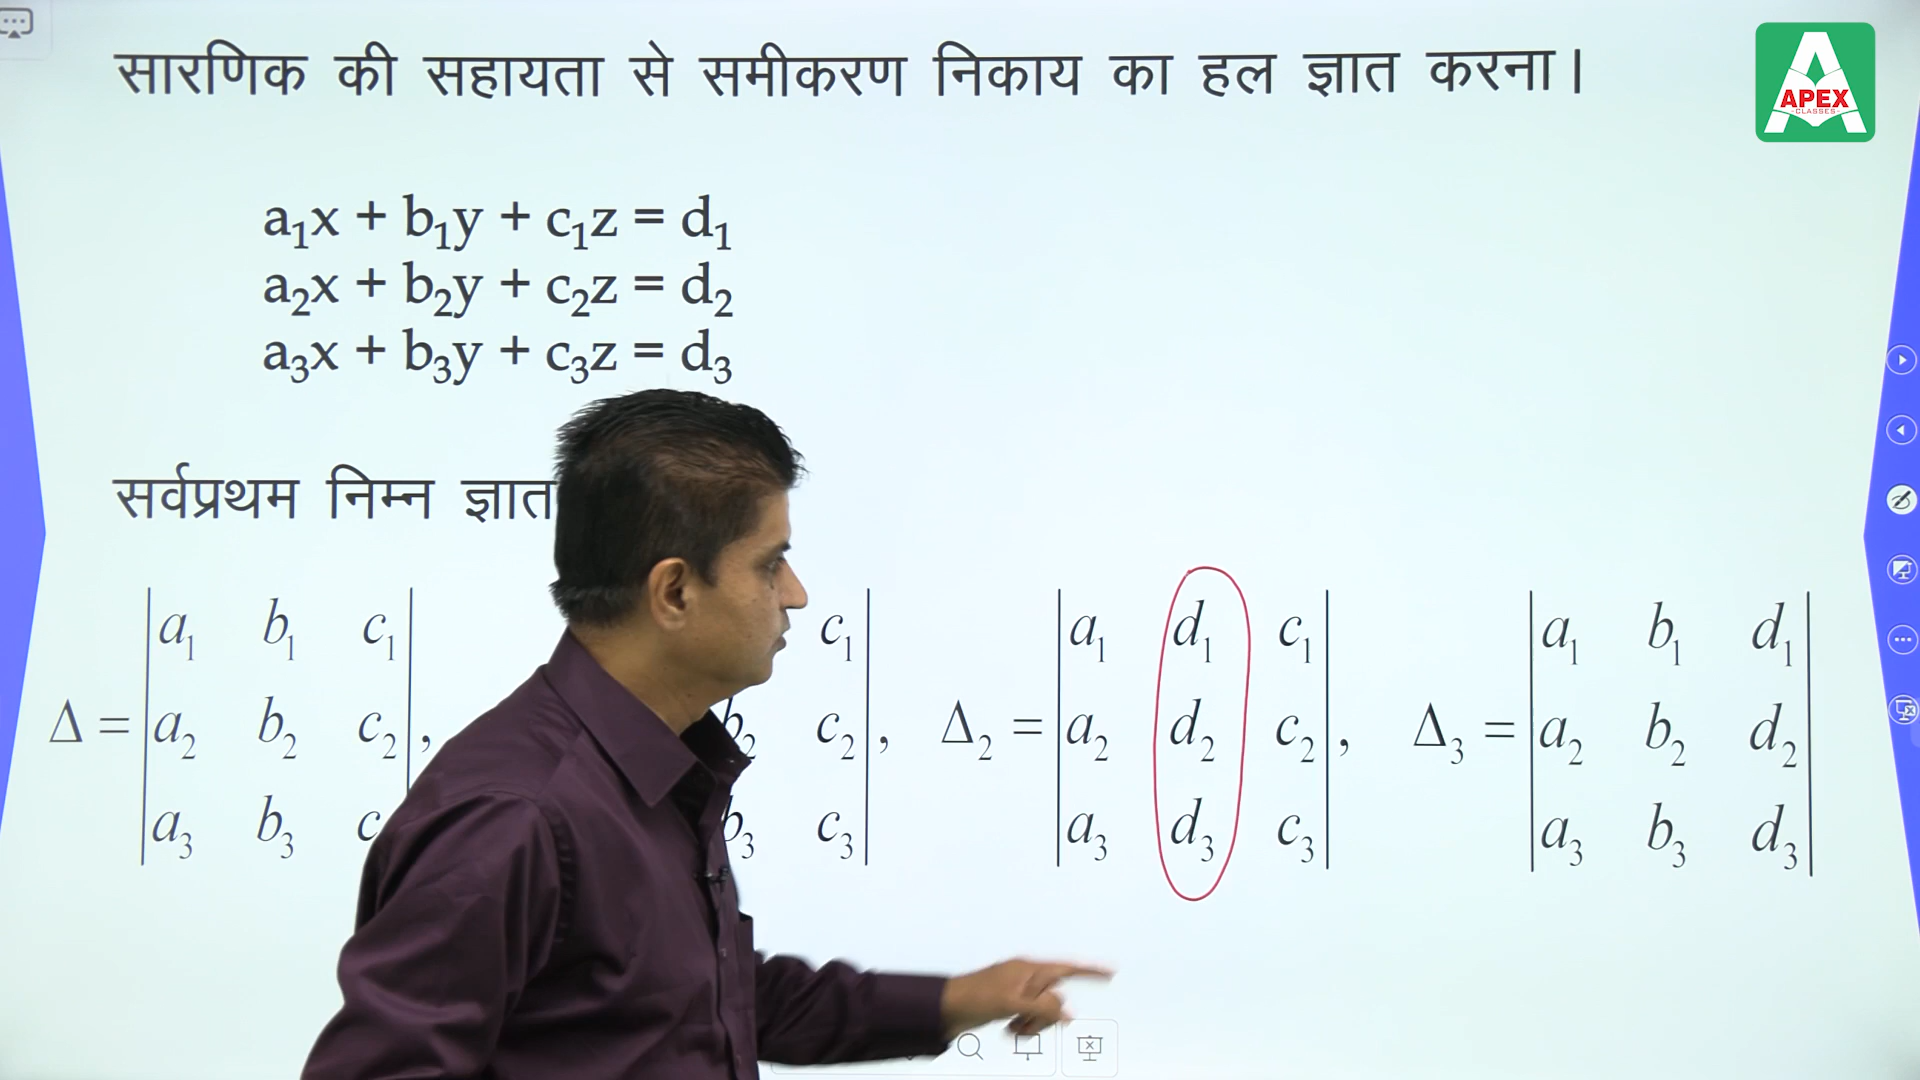 सारणिक की सहायता से समीकरण निकाय का हल ज्ञात करना।
APEX
CLASSES
a₁x + b₁y + c₁z = d₁
a₂x + b₂y + c₂z = d₂
a₃x + b₃y + c₃z = d₃
सर्वप्रथम निम्न ज्ञात
a₁ b₁ c₁ c₁ a₁ d₁ c₁ a₁ b₁ d₁
Δ = a₂ b₂ c₂ , b₂ c₂ , Δ₂ = a₂ d₂ c₂ , Δ₃ = a₂ b₂ d₂
a₃ b₃ c b₃ c₃ a₃ d₃ c₃ a₃ b₃ d₃